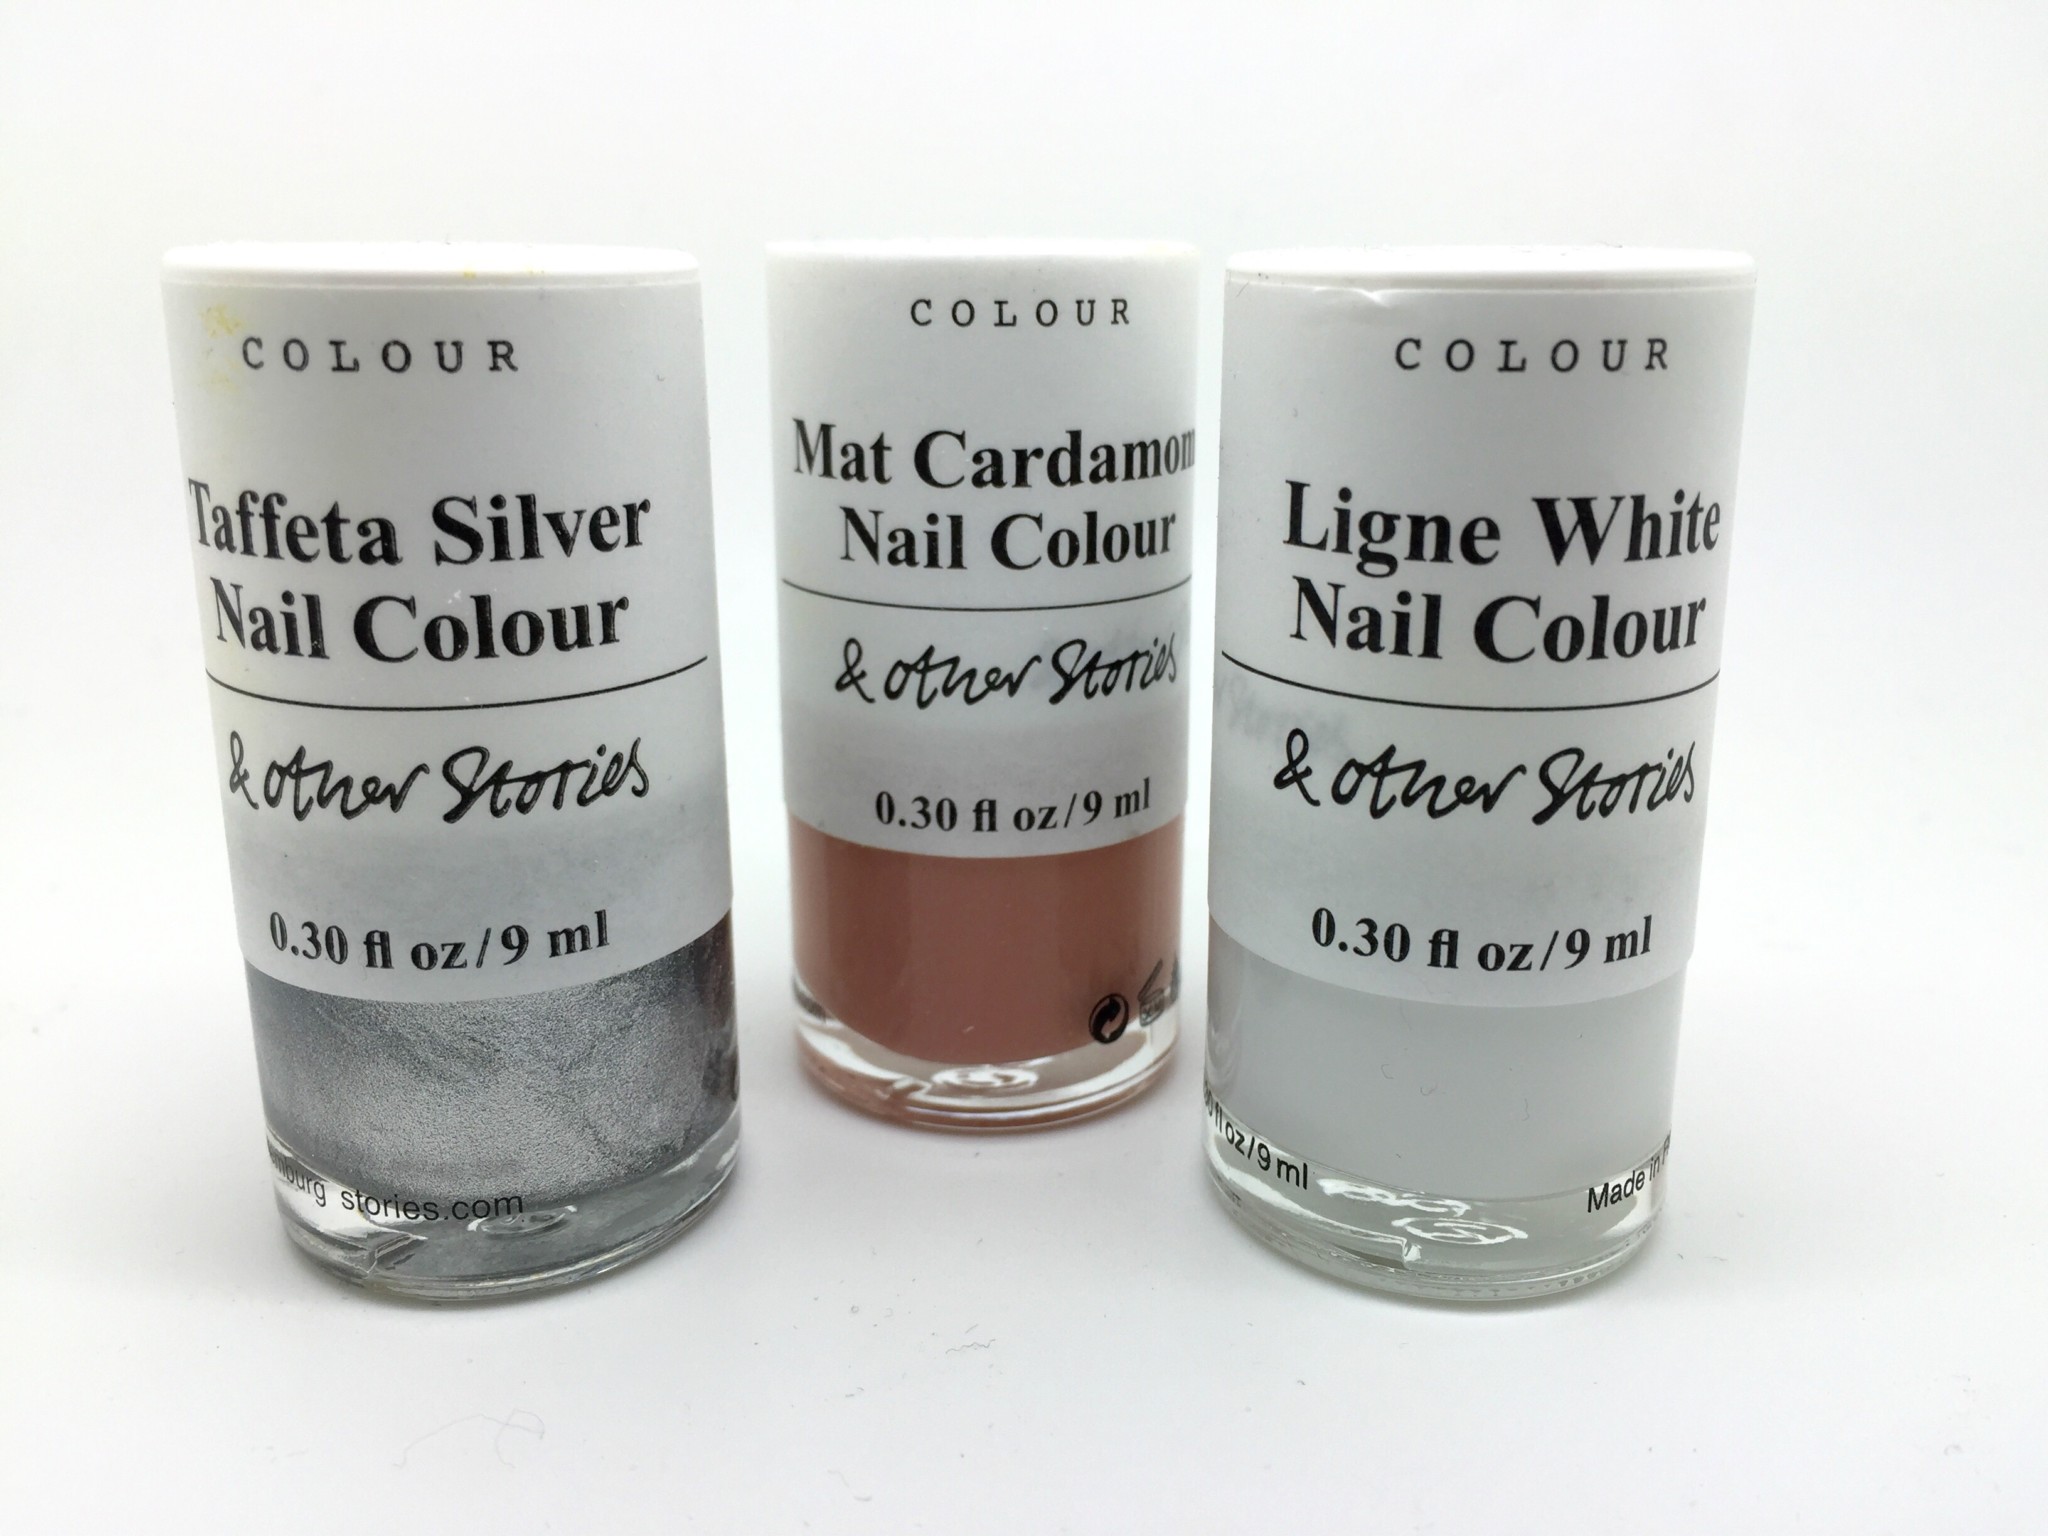 COLOUR
Taffeta Silver
Nail Colour
& other Stories
0.30 fl oz/9 ml
stories.com
COLOUR
Mat Cardamom
Nail Colour
& other Stories
0.30 fl oz/9 ml
COLOUR
Ligne White
Nail Colour
& other Stories
0.30 fl oz/9 ml
fl oz/9 ml
Made in